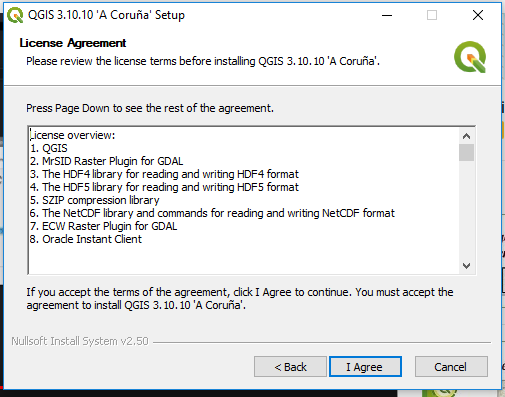 QGIS 3.10.10 'A Coruña' Setup
License Agreement
Please review the license terms before installing QGIS 3.10.10 'A Coruña'.
Press Page Down to see the rest of the agreement.
License overview:
1. QGIS
2. MrSID Raster Plugin for GDAL
3. The HDF4 library for reading and writing HDF4 format
4. The HDF5 library for reading and writing HDF5 format
5. SZIP compression library
6. The NetCDF library and commands for reading and writing NetCDF format
7. ECW Raster Plugin for GDAL
8. Oracle Instant Client
If you accept the terms of the agreement, click I Agree to continue. You must accept the
agreement to install QGIS 3.10.10 'A Coruña'.
Nullsoft Install System v2.50
< Back
I Agree
Cancel